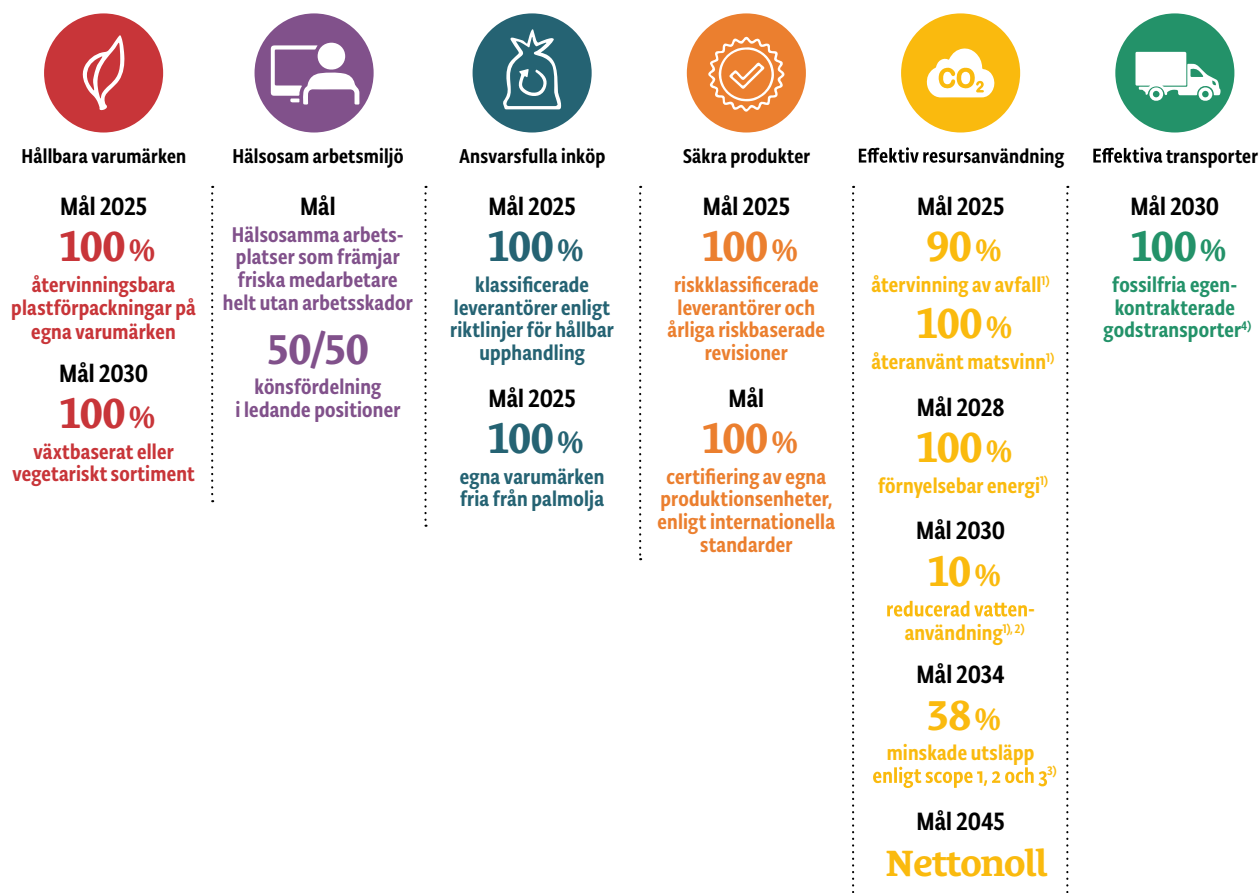 CO₂
Hållbara varumärken
Mål 2025
100 %
återvinningsbara
plastförpackningar på
egna varumärken
Mål 2030
100 %
växtbaserat eller
vegetariskt sortiment
Hälsosam arbetsmiljö
Mål
Hälsosamma arbets-
platser som främjar
friska medarbetare
helt utan arbetsskador
50/50
könsfördelning
i ledande positioner
Ansvarsfulla inköp
Mål 2025
100 %
klassificerade
leverantörer enligt
riktlinjer för hållbar
upphandling
Mål 2025
100 %
egna varumärken
fria från palmolja
Säkra produkter
Mål 2025
100 %
riskklassificerade
leverantörer och
årliga riskbaserade
revisioner
Mål
100 %
certifiering av egna
produktionsenheter,
enligt internationella
standarder
Effektiv resursanvändning
Mål 2025
90 %
återvinning av avfall¹⁾
100 %
återanvänt matsvinn¹⁾
Mål 2028
100 %
förnyelsebar energi¹⁾
Mål 2030
10 %
reducerad vatten-
användning¹⁾,²⁾
Mål 2034
38 %
minskade utsläpp
enligt scope 1, 2 och 3³⁾
Mål 2045
Nettonoll
Effektiva transporter
Mål 2030
100 %
fossilfria egen-
kontrakterade
godstransporter⁴⁾